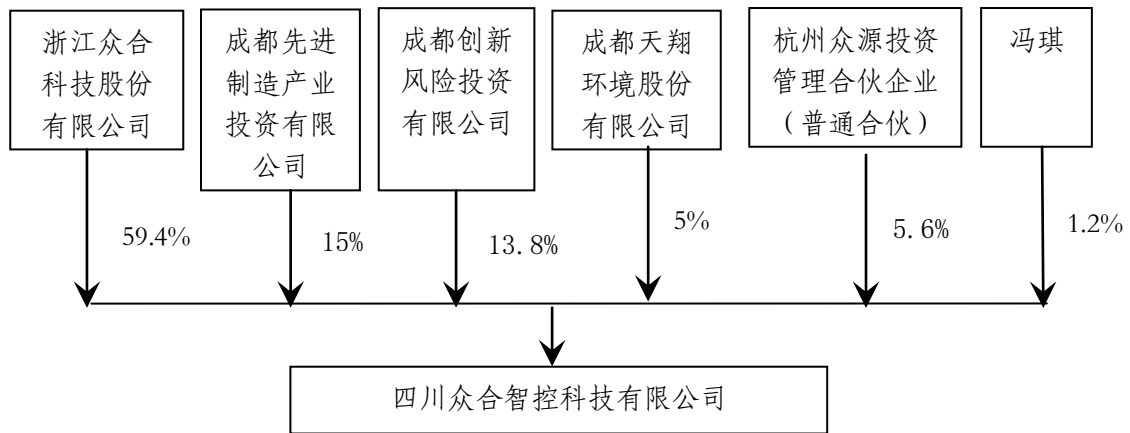 浙江众合
科技股份
有限公司
成都先进
制造产业
投资有限
公司
成都创新
风险投资
有限公司
成都天翔
环境股份
有限公司
杭州众源投资
管理合伙企业
（普通合伙）
冯琪
59.4%
15%
13.8%
5%
5.6%
1.2%
四川众合智控科技有限公司